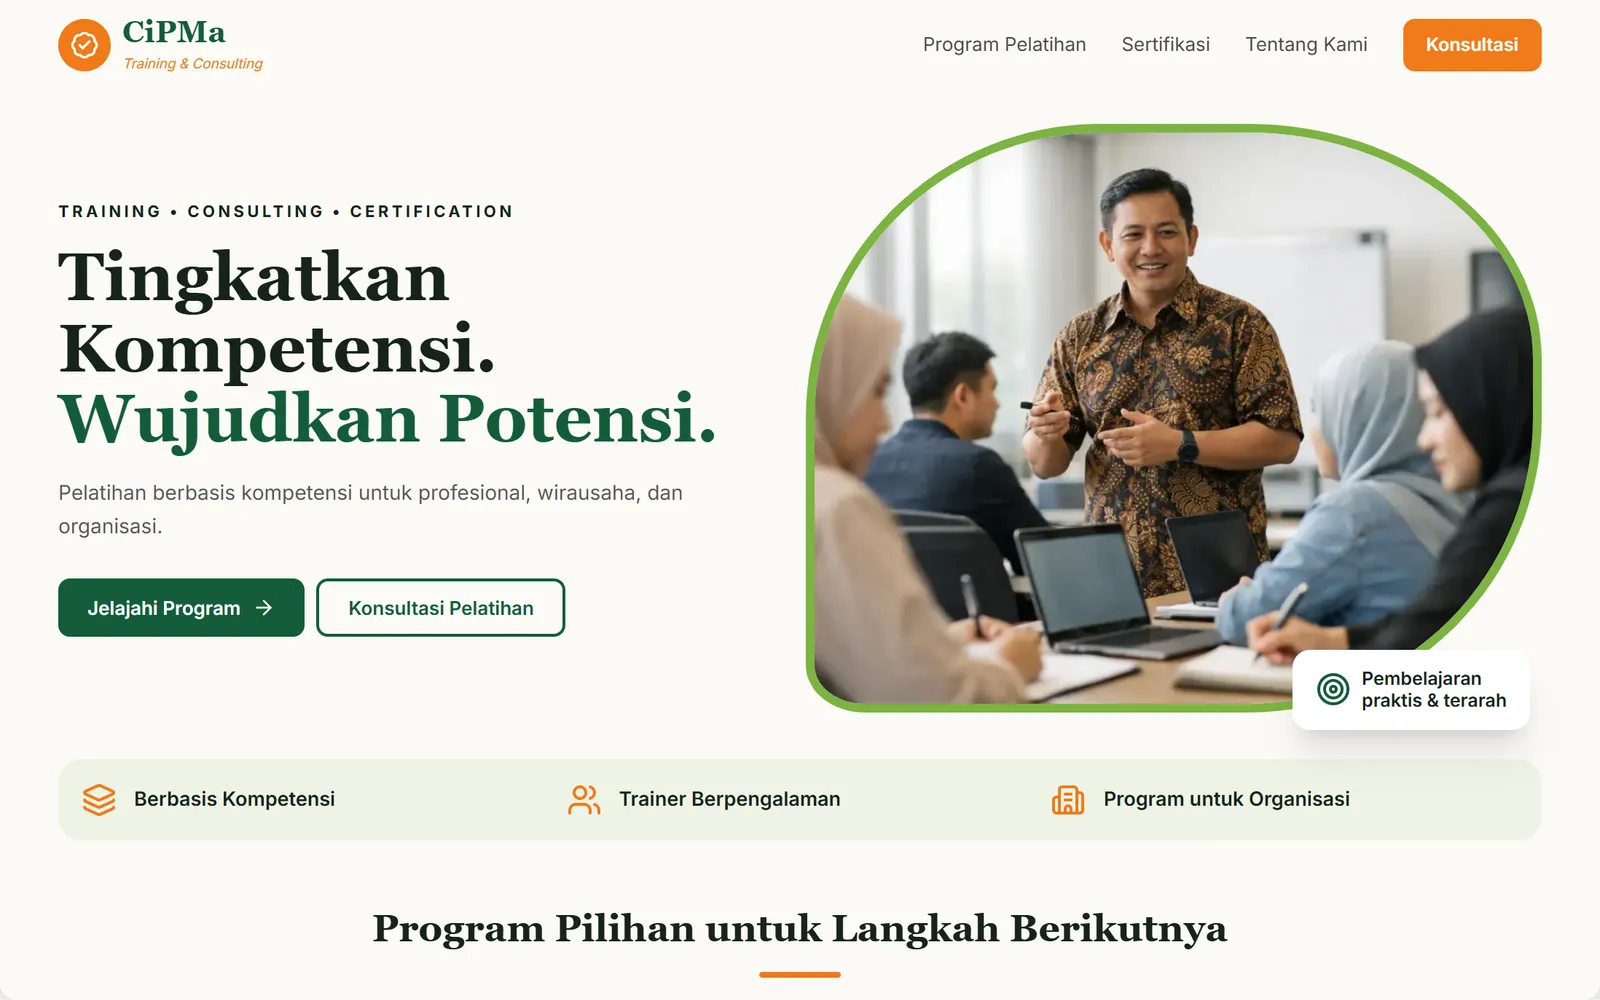 CiPMa
Training & Consulting
Program Pelatihan
Sertifikasi
Tentang Kami
Konsultasi
TRAINING • CONSULTING • CERTIFICATION
Tingkatkan
Kompetensi.
Wujudkan Potensi.
Pelatihan berbasis kompetensi untuk profesional, wirausaha, dan
organisasi.
Jelajahi Program →
Konsultasi Pelatihan
Pembelajaran
praktis & terarah
Berbasis Kompetensi
Trainer Berpengalaman
Program untuk Organisasi
Program Pilihan untuk Langkah Berikutnya